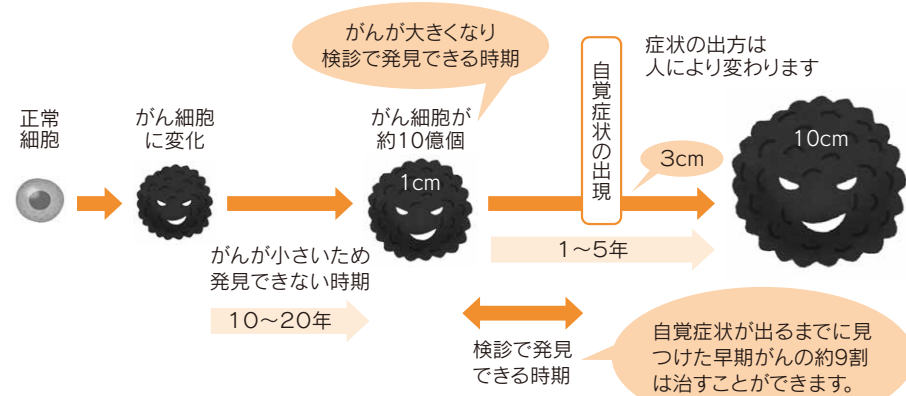 がんが大きくなり
検診で発見できる時期
自覚症状の出現
症状の出方は
人により変わります
正常
細胞
がん細胞
に変化
がん細胞が
約10億個
1cm
3cm
10cm
がんが小さいため
発見できない時期
10〜20年
1〜5年
検診で発見
できる時期
自覚症状が出るまでに見
つけた早期がんの約9割
は治すことができます。